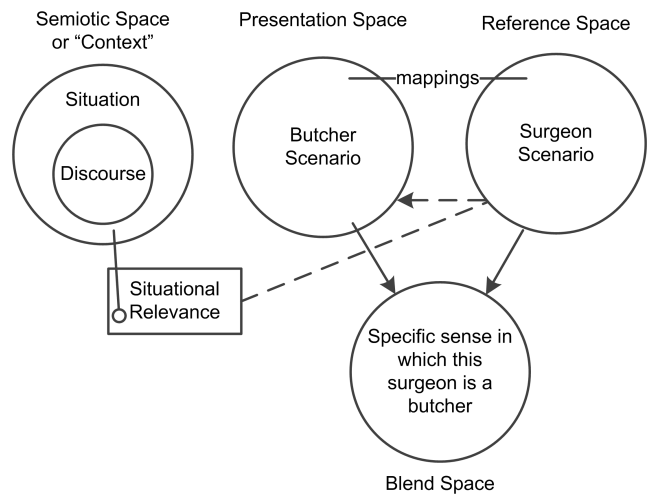 Semiotic Space
or “Context”
Presentation Space
Reference Space
Situation
Discourse
mappings
Butcher
Scenario
Surgeon
Scenario
Situational
Relevance
Specific sense in
which this
surgeon is a
butcher
Blend Space